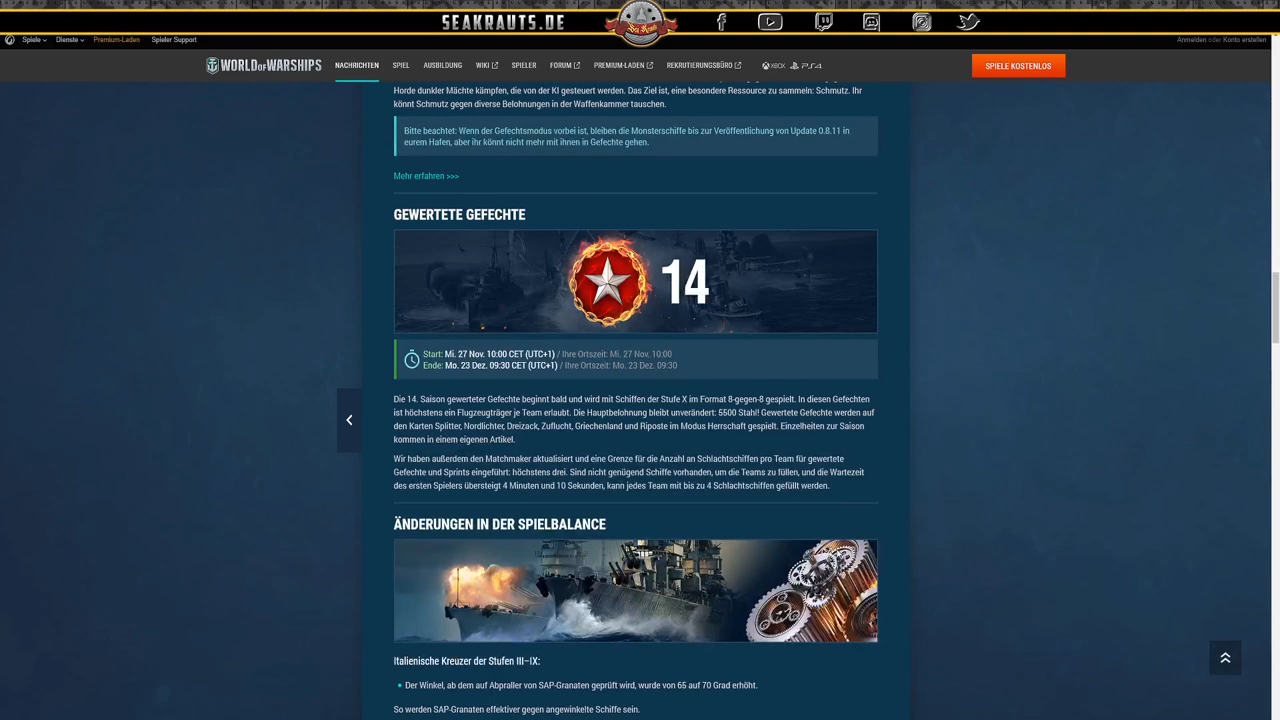 SEAKRAUTS.DE
Sea Krauts
Spiele
Dienste
Premium-Laden
Spieler Support
Anmelden oder Konto erstellen
WORLD OF WARSHIPS
NACHRICHTEN
SPIEL
AUSBILDUNG
WIKI
SPIELER
FORUM
PREMIUM-LADEN
REKRUTIERUNGSBÜRO
XBOX
PS4
SPIELE KOSTENLOS
Horde dunkler Mächte kämpfen, die von der KI gesteuert werden. Das Ziel ist, eine besondere Ressource zu sammeln: Schmutz. Ihr
könnt Schmutz gegen diverse Belohnungen in der Waffenkammer tauschen.
Bitte beachtet: Wenn der Gefechtsmodus vorbei ist, bleiben die Monsterschiffe bis zur Veröffentlichung von Update 0.8.11 in
eurem Hafen, aber ihr könnt nicht mehr mit ihnen in Gefechte gehen.
Mehr erfahren >>>
GEWERTETE GEFECHTE
14
Start: Mi. 27 Nov. 10:00 CET (UTC+1) / Ihre Ortszeit: Mi. 27 Nov. 10:00
Ende: Mo. 23 Dez. 09:30 CET (UTC+1) / Ihre Ortszeit: Mo. 23 Dez. 09:30
Die 14. Saison gewerteter Gefechte beginnt bald und wird mit Schiffen der Stufe X im Format 8-gegen-8 gespielt. In diesen Gefechten
ist höchstens ein Flugzeugträger je Team erlaubt. Die Hauptbelohnung bleibt unverändert: 5500 Stahl! Gewertete Gefechte werden auf
den Karten Splitter, Nordlichter, Dreizack, Zuflucht, Griechenland und Riposte im Modus Herrschaft gespielt. Einzelheiten zur Saison
kommen in einem eigenen Artikel.
Wir haben außerdem den Matchmaker aktualisiert und eine Grenze für die Anzahl an Schlachtschiffen pro Team für gewertete
Gefechte und Sprints eingeführt: höchstens drei. Sind nicht genügend Schiffe vorhanden, um die Teams zu füllen, und die Wartezeit
des ersten Spielers übersteigt 4 Minuten und 10 Sekunden, kann jedes Team mit bis zu 4 Schlachtschiffen gefüllt werden.
ÄNDERUNGEN IN DER SPIELBALANCE
Italienische Kreuzer der Stufen III–IX:
Der Winkel, ab dem auf Abpraller von SAP-Granaten geprüft wird, wurde von 65 auf 70 Grad erhöht.
So werden SAP-Granaten effektiver gegen angewinkelte Schiffe sein.